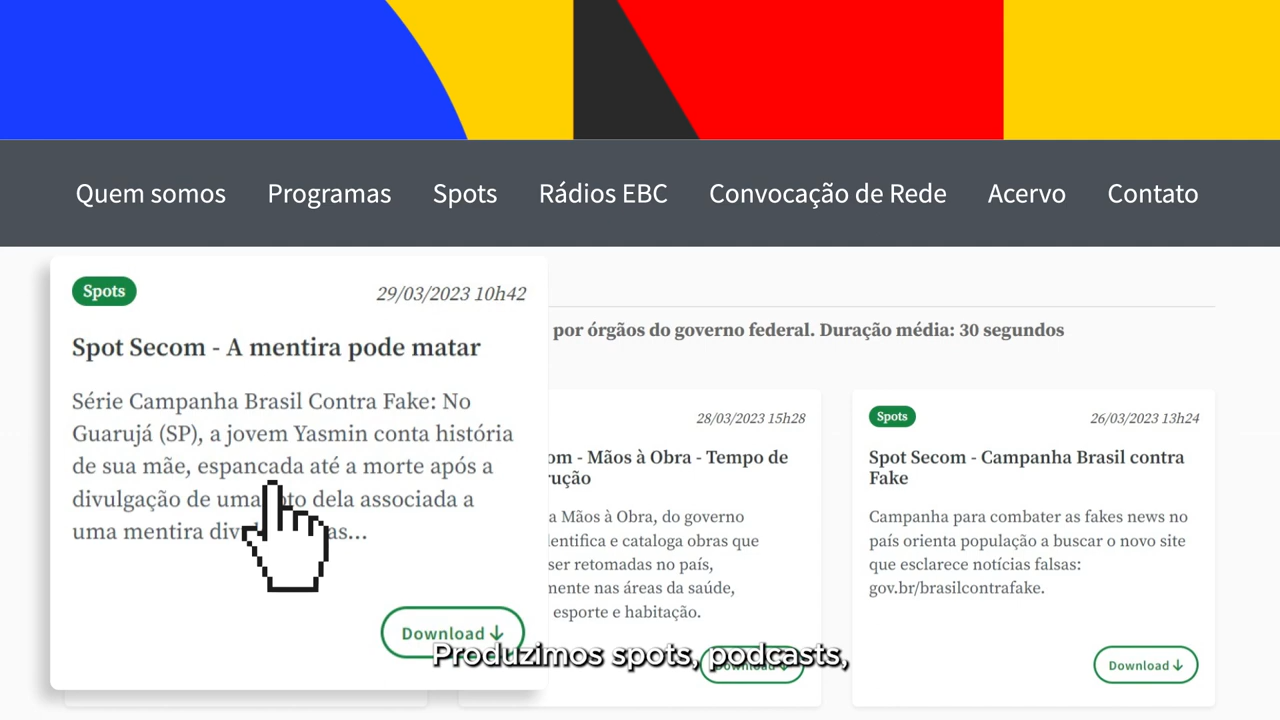 Quem somos Programas Spots Rádios EBC Convocação de Rede Acervo Contato
por órgãos do governo federal. Duração média: 30 segundos
Spots
29/03/2023 10h42
Spot Secom - A mentira pode matar
Série Campanha Brasil Contra Fake: No
Guarujá (SP), a jovem Yasmin conta história
de sua mãe, espancada até a morte após a
divulgação de uma dela associada a
uma mentira
Download
28/03/2023 15h28
- Mãos à Obra - Tempo de
a Mãos à Obra, do governo
e cataloga obras que
ser retomadas no país,
nas áreas da saúde,
esporte e habitação.
Download
Spots
26/03/2023 13h24
Spot Secom - Campanha Brasil contra
Fake
Campanha para combater as fakes news no
país orienta população a buscar o novo site
que esclarece notícias falsas:
gov.br/brasilcontrafake.
Download
Produzimos spots, podcasts,